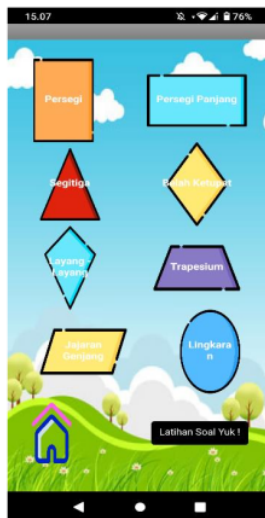 15.07
76%
Persegi
Persegi Panjang
Segitiga
Belah Ketupat
Layang -
Layang
Trapesium
Jajaran
Genjang
Lingkara
n
Latihan Soal Yuk !